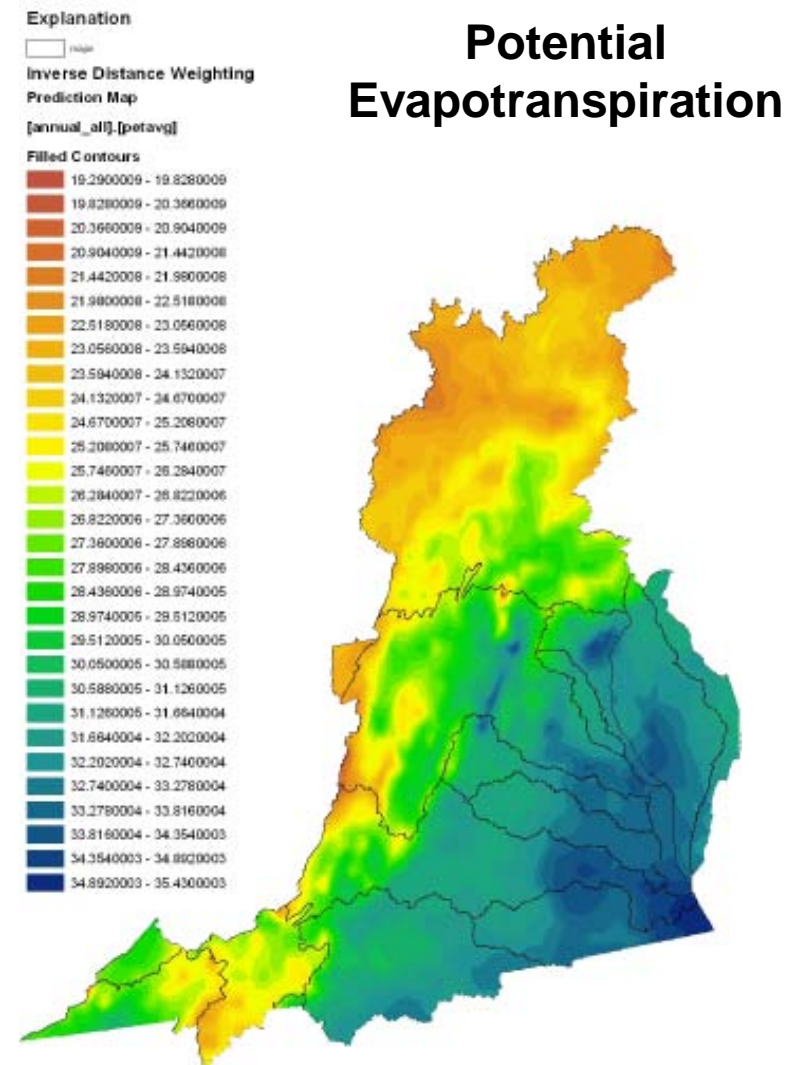 Explanation
Potential
Evapotranspiration
Inverse Distance Weighting
Prediction Map
[annual_all].[petavg]
Filled Contours
19.2900009 - 19.8280009
19.8280009 - 20.3660009
20.3660009 - 20.9040009
20.9040009 - 21.4420008
21.4420008 - 21.9800008
21.9800008 - 22.5180008
22.5180008 - 23.0560008
23.0560008 - 23.5940008
23.5940008 - 24.1320007
24.1320007 - 24.6700007
24.6700007 - 25.2080007
25.2080007 - 25.7460007
25.7460007 - 26.2840007
26.2840007 - 26.8220006
26.8220006 - 27.3600006
27.3600006 - 27.8980006
27.8980006 - 28.4360006
28.4360006 - 28.9740005
28.9740005 - 29.5120005
29.5120005 - 30.0500005
30.0500005 - 30.5880005
30.5880005 - 31.1260005
31.1260005 - 31.6640004
31.6640004 - 32.2020004
32.2020004 - 32.7400004
32.7400004 - 33.2780004
33.2780004 - 33.8160004
33.8160004 - 34.3540003
34.3540003 - 34.8920003
34.8920003 - 35.4300003